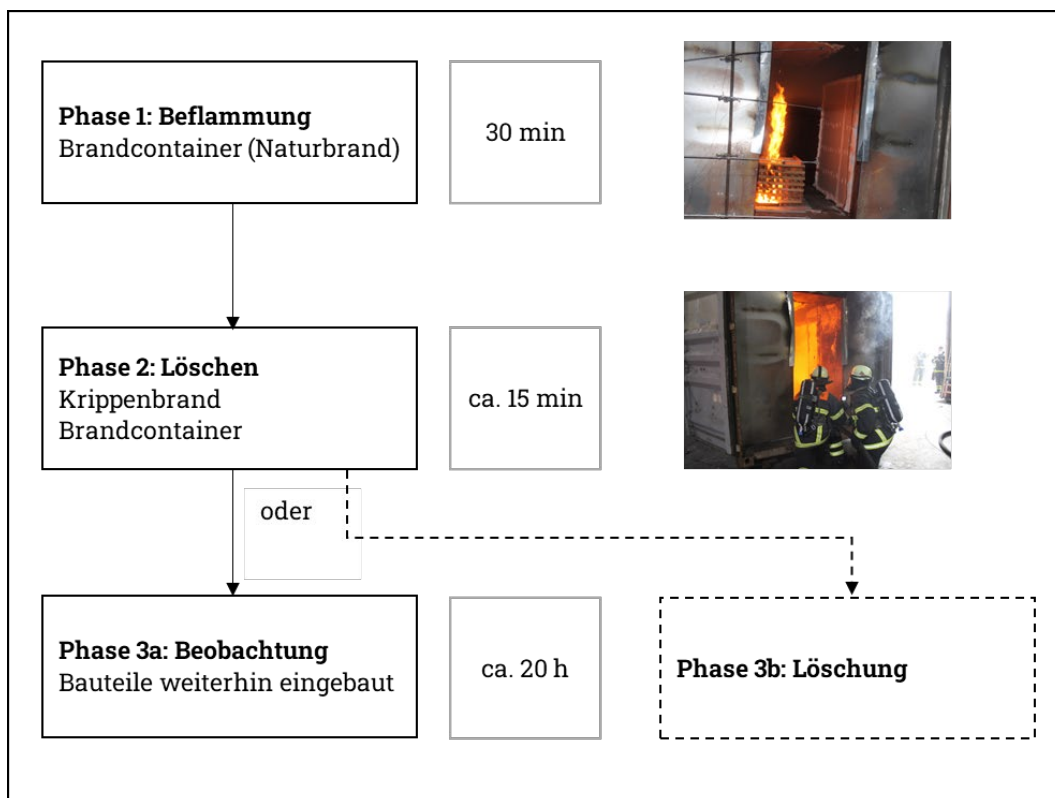 Phase 1: Beflammung
Brandcontainer (Naturbrand)
30 min
Phase 2: Löschen
Krippenbrand
Brandcontainer
ca. 15 min
oder
Phase 3a: Beobachtung
Bauteile weiterhin eingebaut
ca. 20 h
Phase 3b: Löschung